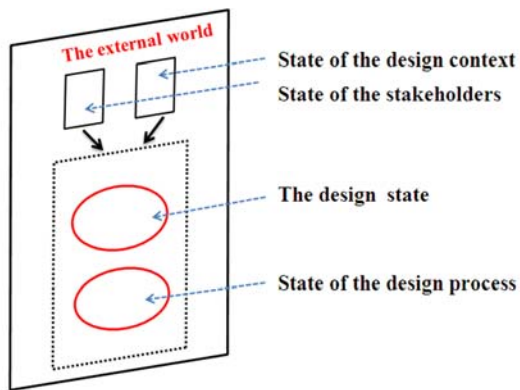 The external world
State of the design context
State of the stakeholders
The design state
State of the design process